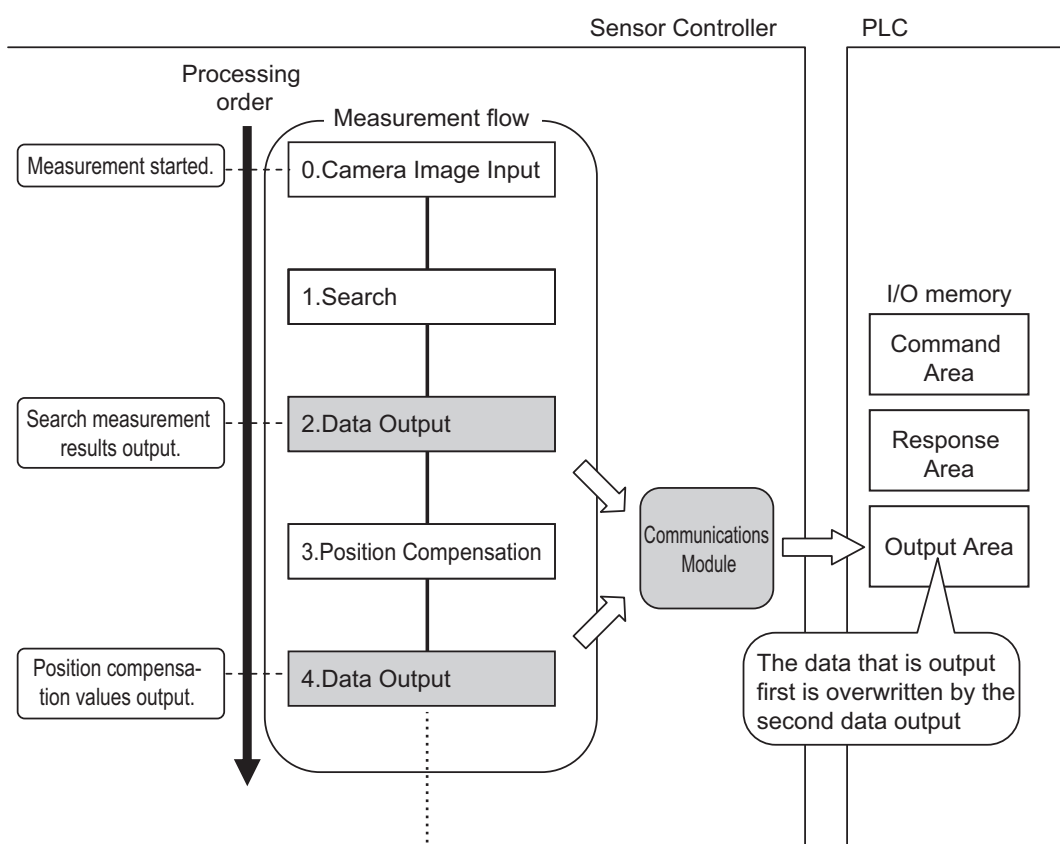 Sensor Controller
PLC
Processing
order
Measurement flow
Measurement started.
0.Camera Image Input
1.Search
I/O memory
Command
Area
Search measurement
results output.
2.Data Output
Response
Area
3.Position Compensation
Communications
Module
Output Area
Position compensa-
tion values output.
4.Data Output
The data that is output
first is overwritten by the
second data output